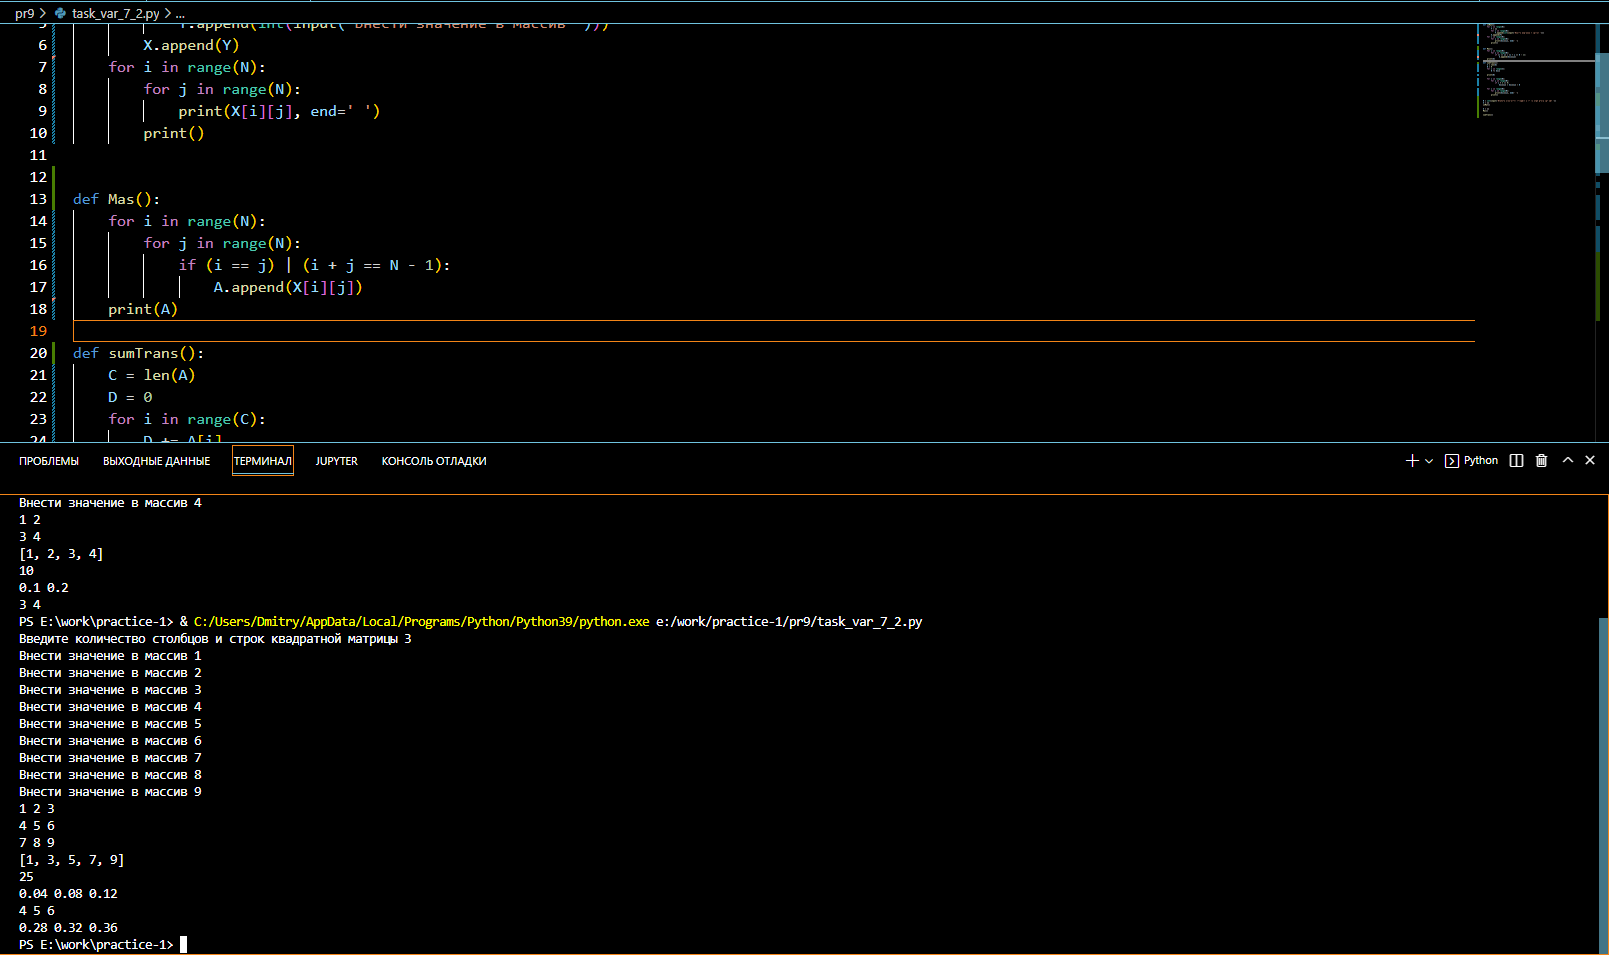 pr9 > task_var_7_2.py > ...
5 Y.append(int(input("Внести значение в массив ")))
6 X.append(Y)
7 for i in range(N):
8 for j in range(N):
9 print(X[i][j], end=' ')
10 print()
11
12
13 def Mas():
14 for i in range(N):
15 for j in range(N):
16 if (i == j) | (i + j == N - 1):
17 A.append(X[i][j])
18 print(A)
19
20 def sumTrans():
21 C = len(A)
22 D = 0
23 for i in range(C):
24 D += A[i]
ПРОБЛЕМЫ ВЫХОДНЫЕ ДАННЫЕ ТЕРМИНАЛ JUPYTER КОНСОЛЬ ОТЛАДКИ Python
Внести значение в массив 4
1 2
3 4
[1, 2, 3, 4]
10
0.1 0.2
3 4
PS E:\work\practice-1> & C:/Users/Dmitry/AppData/Local/Programs/Python/Python39/python.exe e:/work/practice-1/pr9/task_var_7_2.py
Введите количество столбцов и строк квадратной матрицы 3
Внести значение в массив 1
Внести значение в массив 2
Внести значение в массив 3
Внести значение в массив 4
Внести значение в массив 5
Внести значение в массив 6
Внести значение в массив 7
Внести значение в массив 8
Внести значение в массив 9
1 2 3
4 5 6
7 8 9
[1, 3, 5, 7, 9]
25
0.04 0.08 0.12
4 5 6
0.28 0.32 0.36
PS E:\work\practice-1>